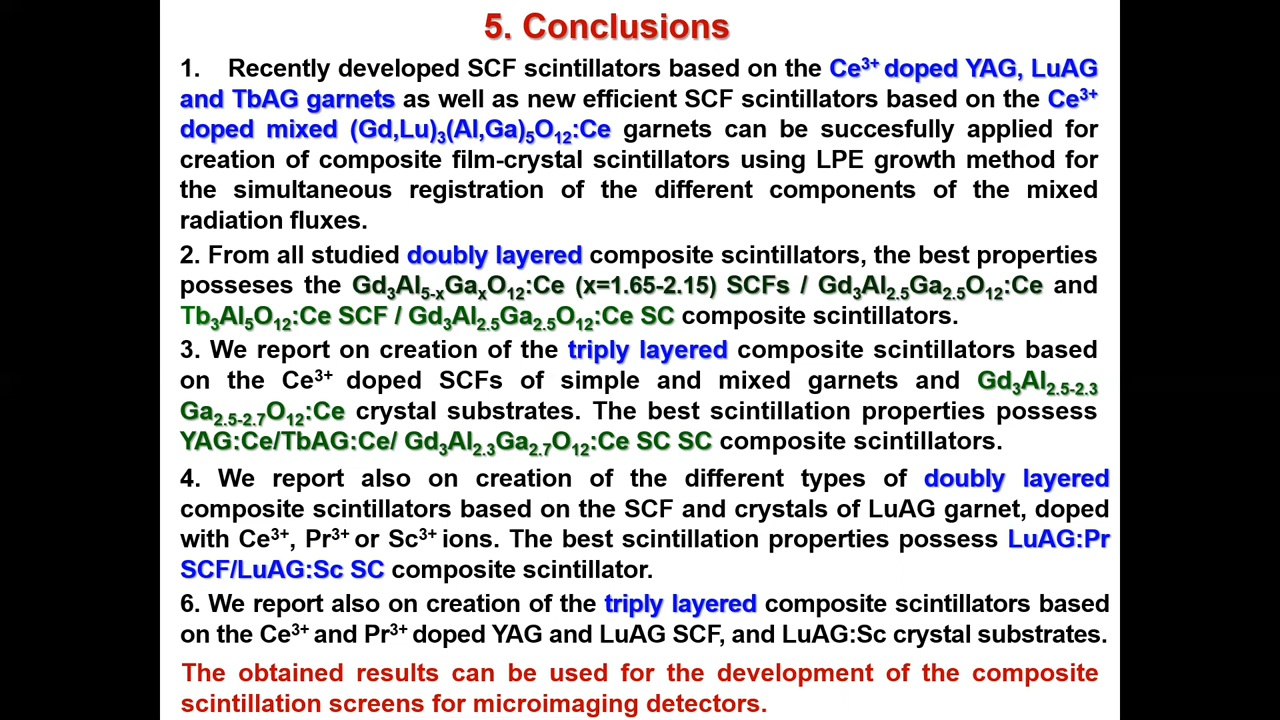 5. Conclusions
1. Recently developed SCF scintillators based on the Ce³⁺ doped YAG, LuAG
and TbAG garnets as well as new efficient SCF scintillators based on the Ce³⁺
doped mixed (Gd,Lu)₃(Al,Ga)₅O₁₂:Ce garnets can be succesfully applied for
creation of composite film-crystal scintillators using LPE growth method for
the simultaneous registration of the different components of the mixed
radiation fluxes.
2. From all studied doubly layered composite scintillators, the best properties
posseses the Gd₃Al₅₋ₓGaₓO₁₂:Ce (x=1.65-2.15) SCFs / Gd₃Al₂.₅Ga₂.₅O₁₂:Ce and
Tb₃Al₅O₁₂:Ce SCF / Gd₃Al₂.₅Ga₂.₅O₁₂:Ce SC composite scintillators.
3. We report on creation of the triply layered composite scintillators based
on the Ce³⁺ doped SCFs of simple and mixed garnets and Gd₃Al₂.₅₋₂.₃
Ga₂.₅₋₂.₇O₁₂:Ce crystal substrates. The best scintillation properties possess
YAG:Ce/TbAG:Ce/ Gd₃Al₂.₃Ga₂.₇O₁₂:Ce SC SC composite scintillators.
4. We report also on creation of the different types of doubly layered
composite scintillators based on the SCF and crystals of LuAG garnet, doped
with Ce³⁺, Pr³⁺ or Sc³⁺ ions. The best scintillation properties possess LuAG:Pr
SCF/LuAG:Sc SC composite scintillator.
6. We report also on creation of the triply layered composite scintillators based
on the Ce³⁺ and Pr³⁺ doped YAG and LuAG SCF, and LuAG:Sc crystal substrates.
The obtained results can be used for the development of the composite
scintillation screens for microimaging detectors.